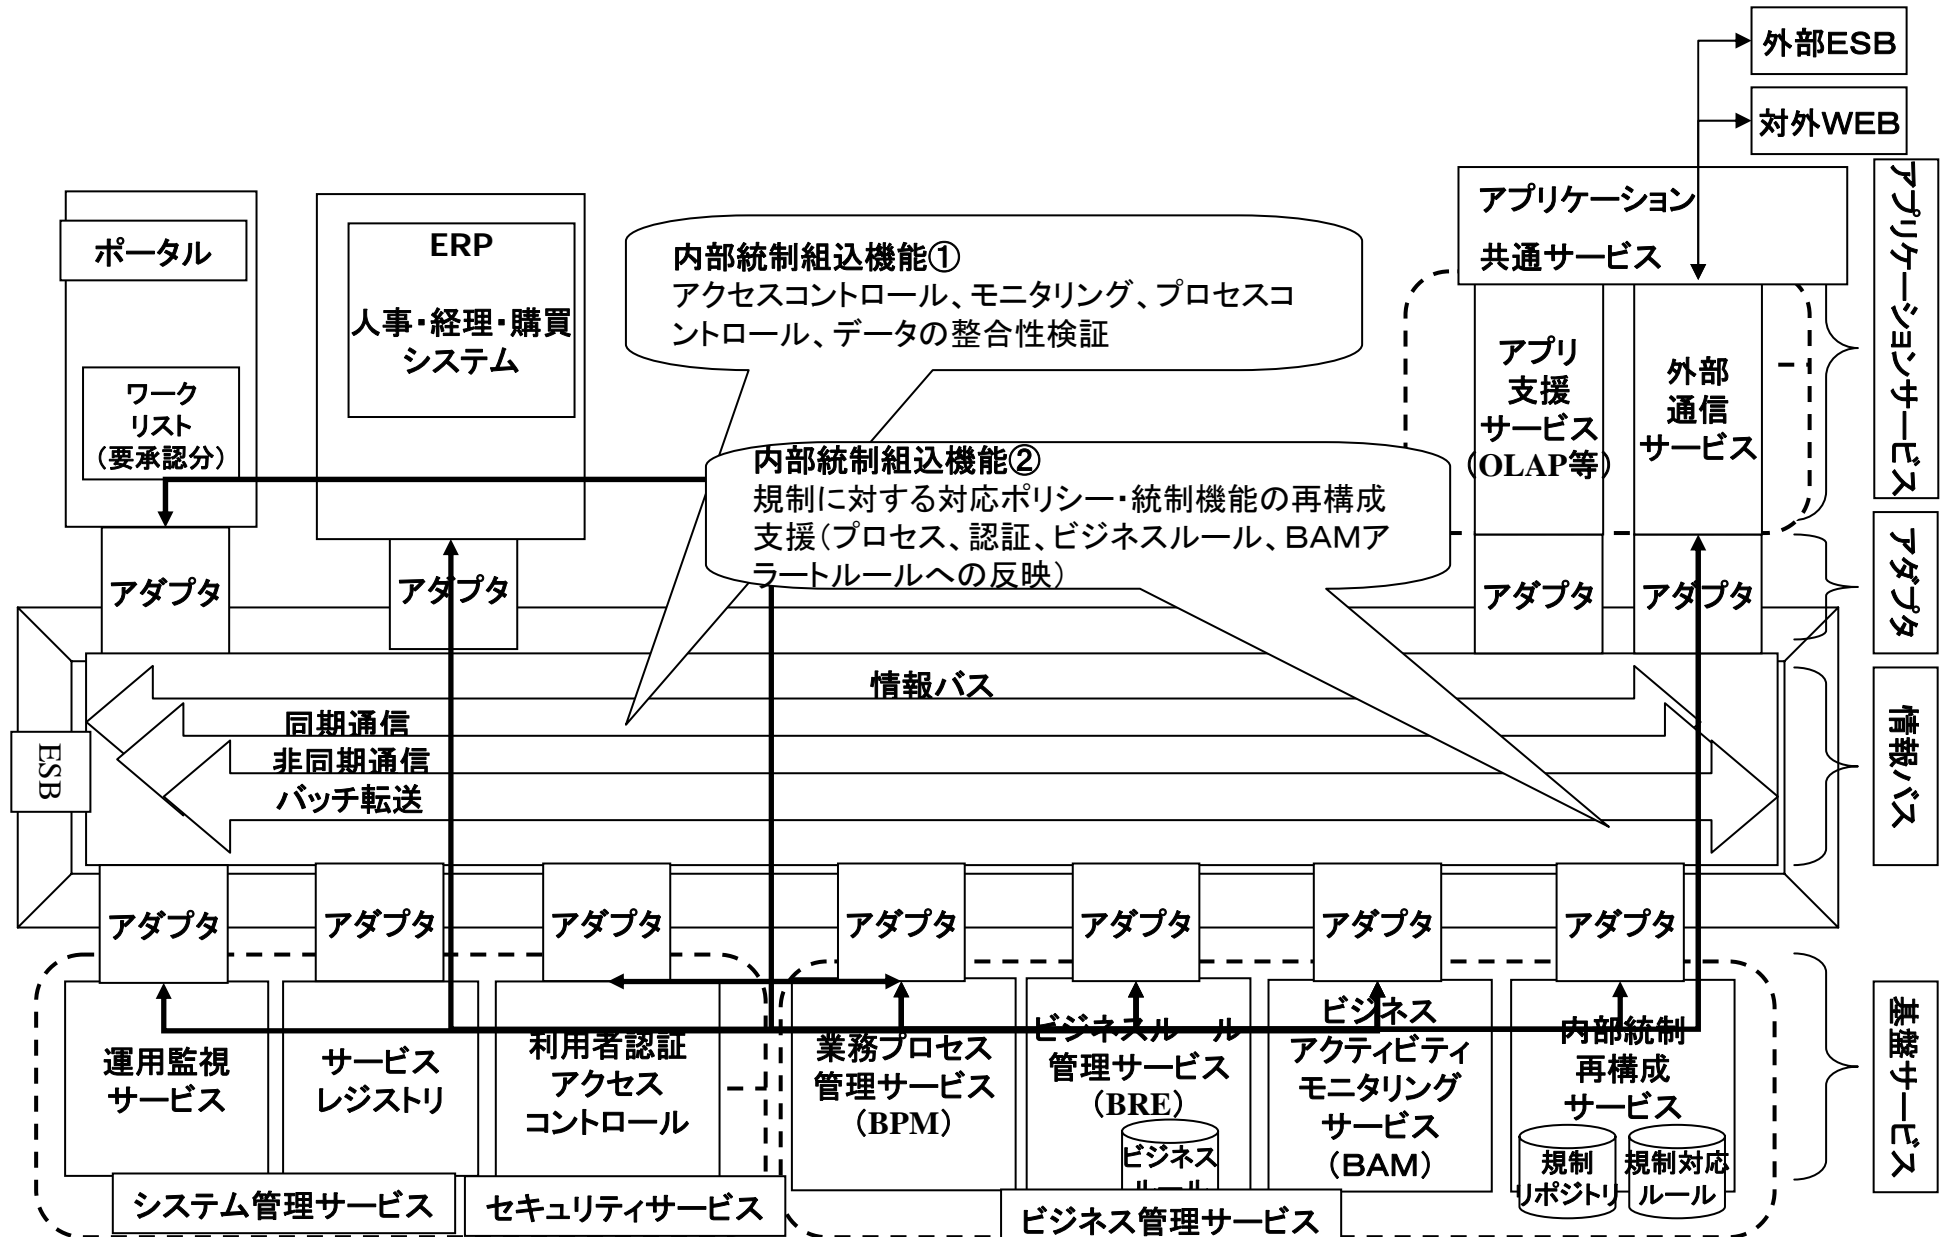 外部ESB
対外WEB
アプリケーション
共通サービス
アプリケーションサービス
ポータル
ワーク
リスト
（要承認分）
ERP
人事・経理・購買
システム
内部統制組込機能①
アクセスコントロール、モニタリング、プロセスコ
ントロール、データの整合性検証
内部統制組込機能②
規制に対する対応ポリシー・統制機能の再構成
支援（プロセス、認証、ビジネスルール、BAMア
ラートルールへの反映）
アプリ
支援
サービス
（OLAP等）
外部
通信
サービス
アダプタ
アダプタ
アダプタ
アダプタ
アダプタ
情報バス
同期通信
非同期通信
バッチ転送
ESB
情報バス
アダプタ
アダプタ
アダプタ
アダプタ
アダプタ
アダプタ
アダプタ
運用監視
サービス
サービス
レジストリ
利用者認証
アクセス
コントロール
業務プロセス
管理サービス
（BPM）
ビジネスルール
管理サービス
（BRE）
ビジネス
ルール
ビジネス
アクティビティ
モニタリング
サービス
（BAM）
内部統制
再構成
サービス
規制
リポジトリ
規制対応
ルール
基盤サービス
システム管理サービス
セキュリティサービス
ビジネス管理サービス